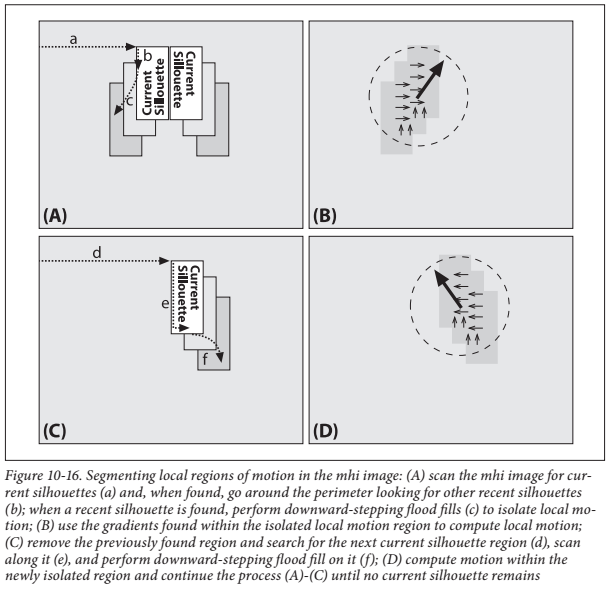 a
b
c
Current
Silllouette
Current
Silllouette
(A)
(B)
d
e
f
Current
Silllouette
(C)
(D)
Figure 10-16. Segmenting local regions of motion in the mhi image: (A) scan the mhi image for cur-
rent silhouettes (a) and, when found, go around the perimeter looking for other recent silhouettes
(b); when a recent silhouette is found, perform downward-stepping flood fills (c) to isolate local mo-
tion; (B) use the gradients found within the isolated local motion region to compute local motion;
(C) remove the previously found region and search for the next current silhouette region (d), scan
along it (e), and perform downward-stepping flood fill on it (f); (D) compute motion within the
newly isolated region and continue the process (A)-(C) until no current silhouette remains